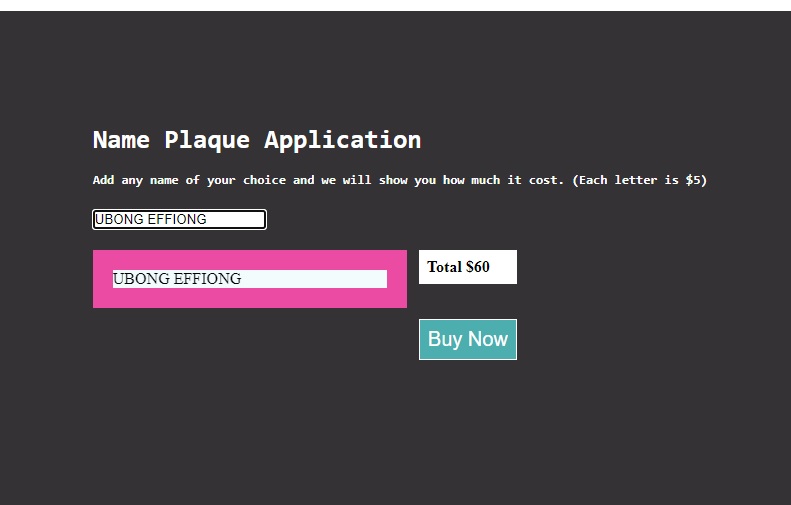 Name Plaque Application
Add any name of your choice and we will show you how much it cost. (Each letter is $5)
UBONG EFFIONG
UBONG EFFIONG
Total $60
Buy Now